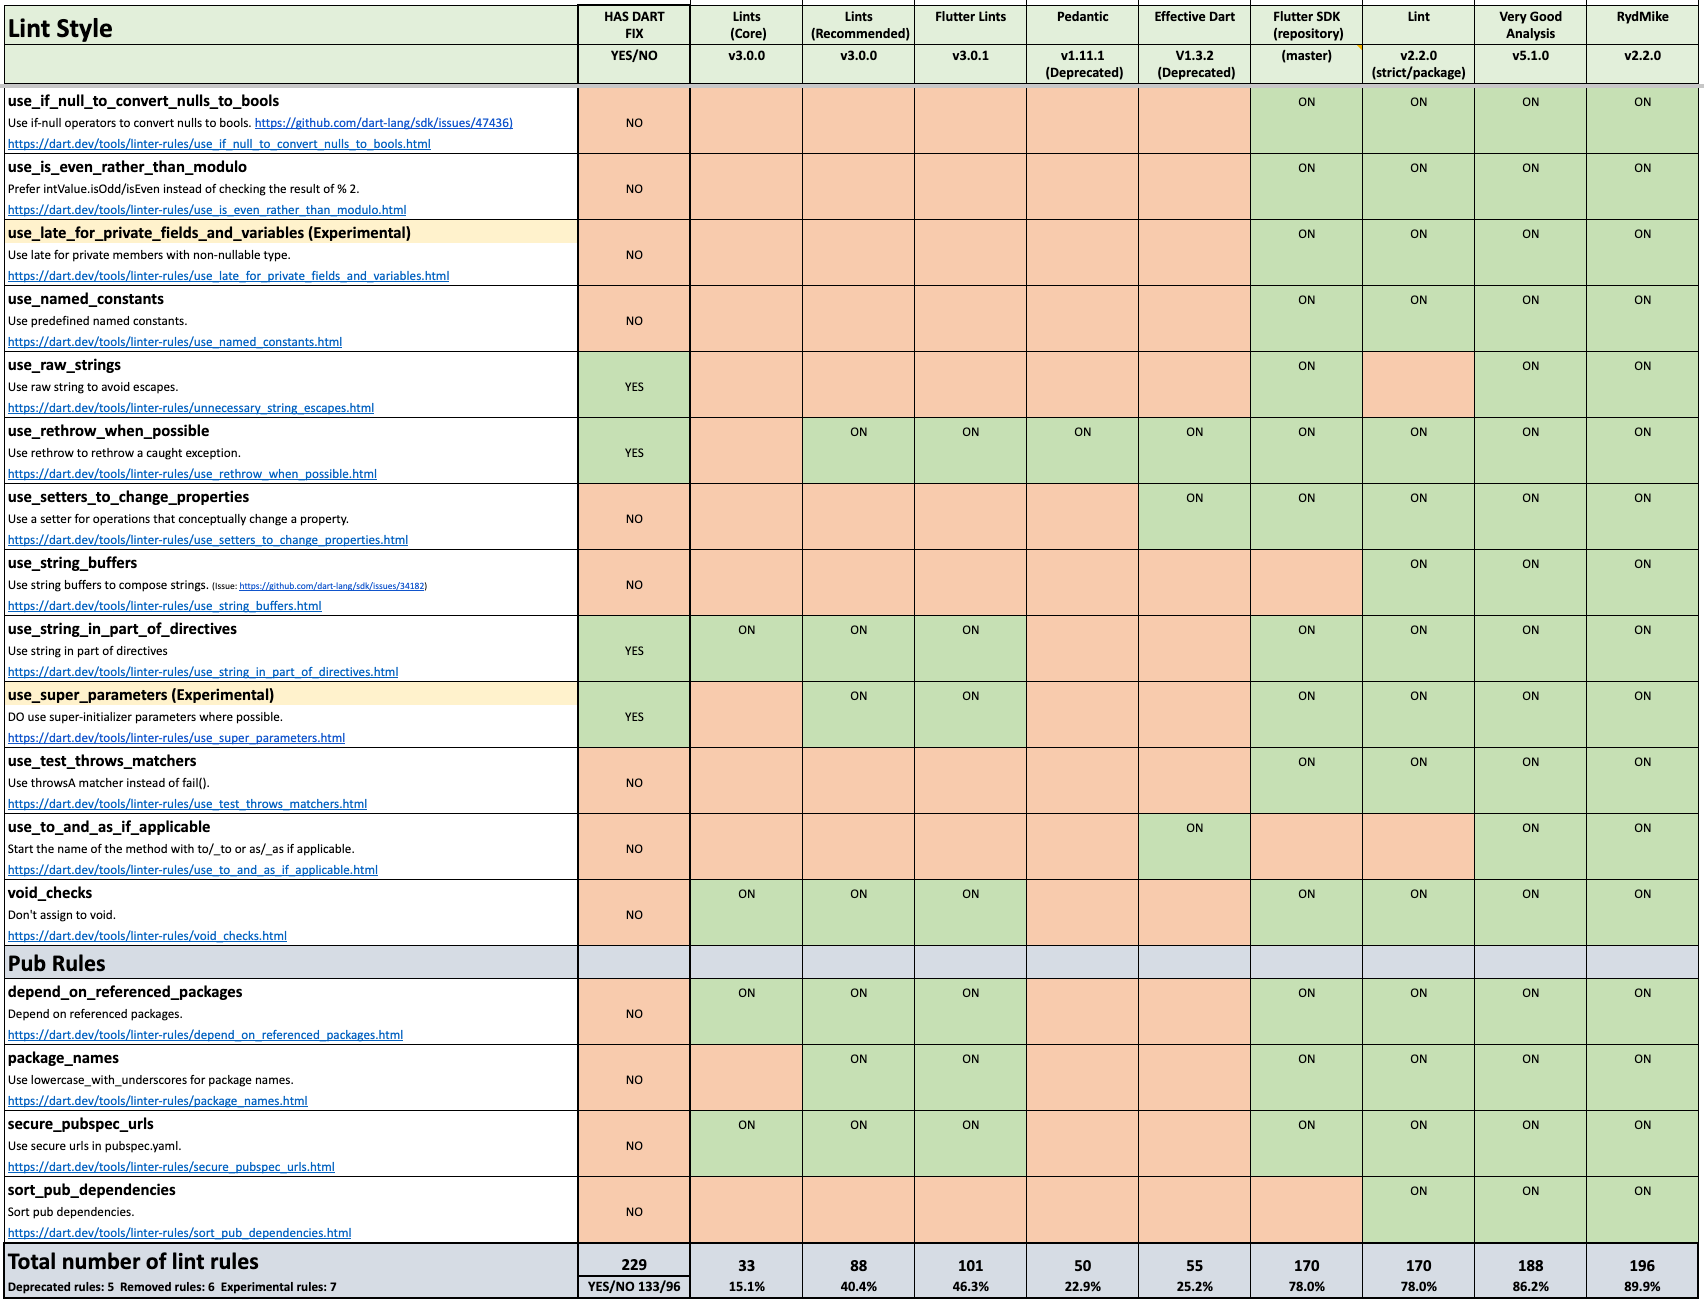 Lint Style HAS DART FIX Lints (Core) Lints (Recommended) Flutter Lints Pedantic Effective Dart Flutter SDK (repository) Lint Very Good Analysis RydMike
YES/NO v3.0.0 v3.0.0 v3.0.1 v1.11.1 (Deprecated) V1.3.2 (Deprecated) (master) v2.2.0 (strict/package) v5.1.0 v2.2.0
use_if_null_to_convert_nulls_to_bools ON ON ON ON
Use if-null operators to convert nulls to bools. https://github.com/dart-lang/sdk/issues/47436) NO
https://dart.dev/tools/linter-rules/use_if_null_to_convert_nulls_to_bools.html
use_is_even_rather_than_modulo ON ON ON ON
Prefer intValue.isOdd/isEven instead of checking the result of % 2. NO
https://dart.dev/tools/linter-rules/use_is_even_rather_than_modulo.html
use_late_for_private_fields_and_variables (Experimental) ON ON ON ON
Use late for private members with non-nullable type. NO
https://dart.dev/tools/linter-rules/use_late_for_private_fields_and_variables.html
use_named_constants ON ON ON ON
Use predefined named constants. NO
https://dart.dev/tools/linter-rules/use_named_constants.html
use_raw_strings ON ON ON
Use raw string to avoid escapes. YES
https://dart.dev/tools/linter-rules/unnecessary_string_escapes.html
use_rethrow_when_possible ON ON ON ON ON ON ON ON
Use rethrow to rethrow a caught exception. YES
https://dart.dev/tools/linter-rules/use_rethrow_when_possible.html
use_setters_to_change_properties ON ON ON ON ON
Use a setter for operations that conceptually change a property. NO
https://dart.dev/tools/linter-rules/use_setters_to_change_properties.html
use_string_buffers ON ON ON
Use string buffers to compose strings. (Issue: https://github.com/dart-lang/sdk/issues/34182) NO
https://dart.dev/tools/linter-rules/use_string_buffers.html
use_string_in_part_of_directives ON ON ON ON ON ON ON
Use string in part of directives YES
https://dart.dev/tools/linter-rules/use_string_in_part_of_directives.html
use_super_parameters (Experimental) ON ON ON ON ON ON
DO use super-initializer parameters where possible. YES
https://dart.dev/tools/linter-rules/use_super_parameters.html
use_test_throws_matchers ON ON ON ON
Use throwsA matcher instead of fail(). NO
https://dart.dev/tools/linter-rules/use_test_throws_matchers.html
use_to_and_as_if_applicable ON ON ON
Start the name of the method with to/_to or as/_as if applicable. NO
https://dart.dev/tools/linter-rules/use_to_and_as_if_applicable.html
void_checks ON ON ON ON ON ON ON
Don't assign to void. NO
https://dart.dev/tools/linter-rules/void_checks.html
Pub Rules
depend_on_referenced_packages ON ON ON ON ON ON ON
Depend on referenced packages. NO
https://dart.dev/tools/linter-rules/depend_on_referenced_packages.html
package_names ON ON ON ON ON ON
Use lowercase_with_underscores for package names. NO
https://dart.dev/tools/linter-rules/package_names.html
secure_pubspec_urls ON ON ON ON ON ON ON
Use secure urls in pubspec.yaml. NO
https://dart.dev/tools/linter-rules/secure_pubspec_urls.html
sort_pub_dependencies ON ON ON
Sort pub dependencies. NO
https://dart.dev/tools/linter-rules/sort_pub_dependencies.html
Total number of lint rules 229 33 88 101 50 55 170 170 188 196
Deprecated rules: 5 Removed rules: 6 Experimental rules: 7 YES/NO 133/96 15.1% 40.4% 46.3% 22.9% 25.2% 78.0% 78.0% 86.2% 89.9%